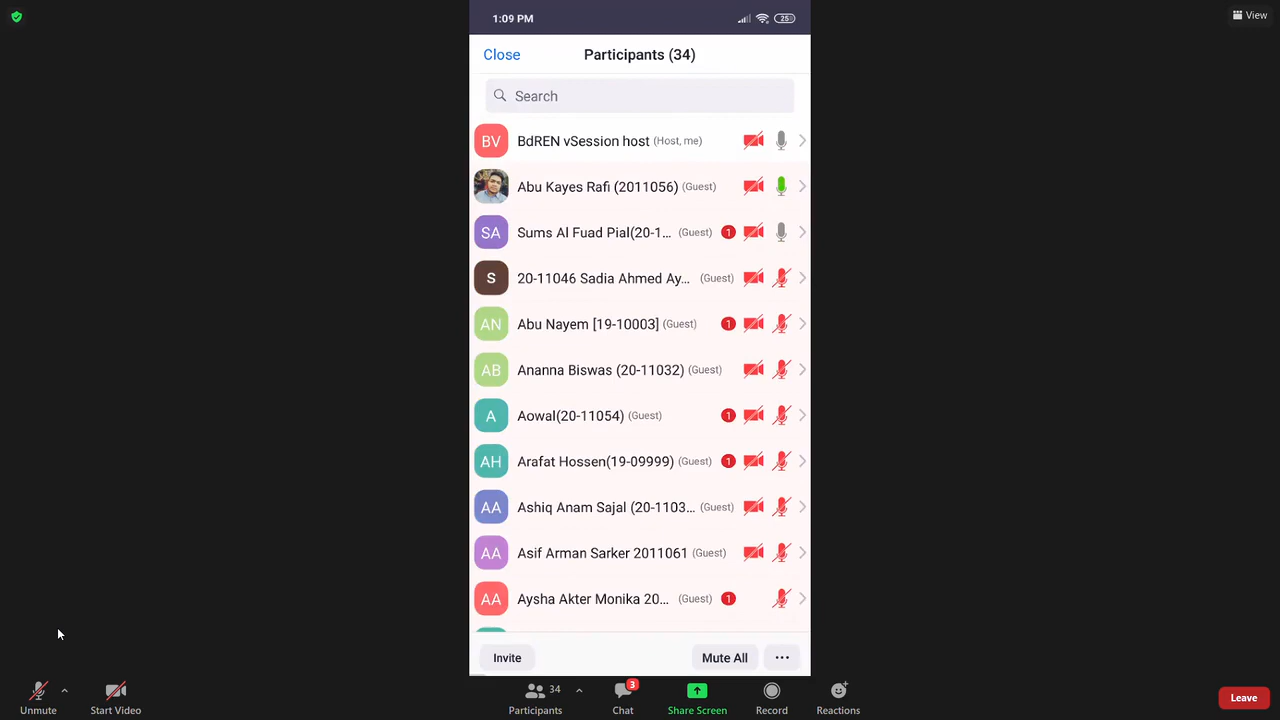 1:09 PM
25
View
Close
Participants (34)
Search
BV BdREN vSession host (Host, me)
Abu Kayes Rafi (2011056) (Guest)
SA Sums Al Fuad Pial(20-1... (Guest) 1
S 20-11046 Sadia Ahmed Ay... (Guest)
AN Abu Nayem [19-10003] (Guest) 1
AB Ananna Biswas (20-11032) (Guest)
A Aowal(20-11054) (Guest) 1
AH Arafat Hossen(19-09999) (Guest) 1
AA Ashiq Anam Sajal (20-1103... (Guest)
AA Asif Arman Sarker 2011061 (Guest)
AA Aysha Akter Monika 20... (Guest) 1
Invite
Mute All
...
Unmute
Start Video
34
Participants
3
Chat
Share Screen
Record
Reactions
Leave